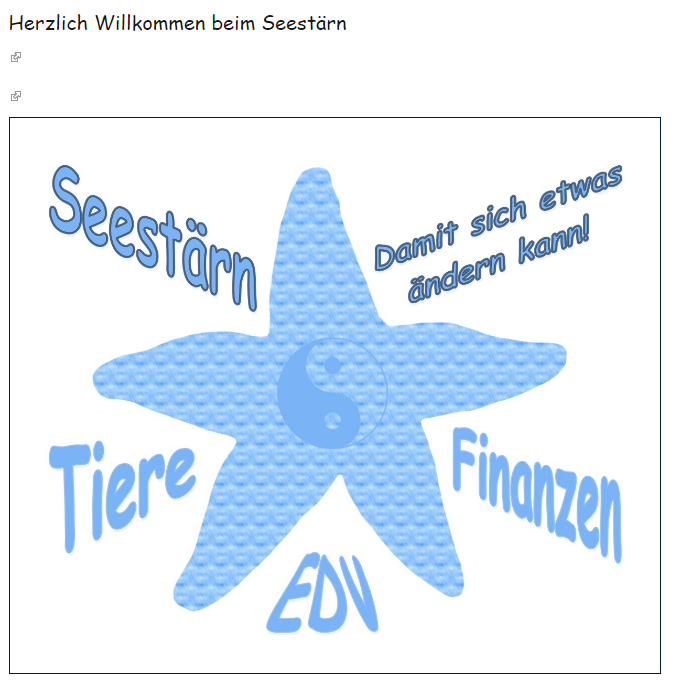 Herzlich Willkommen beim Seestärn
Seestärn
Damit sich etwas
ändern kann!
Tiere
Finanzen
EDV